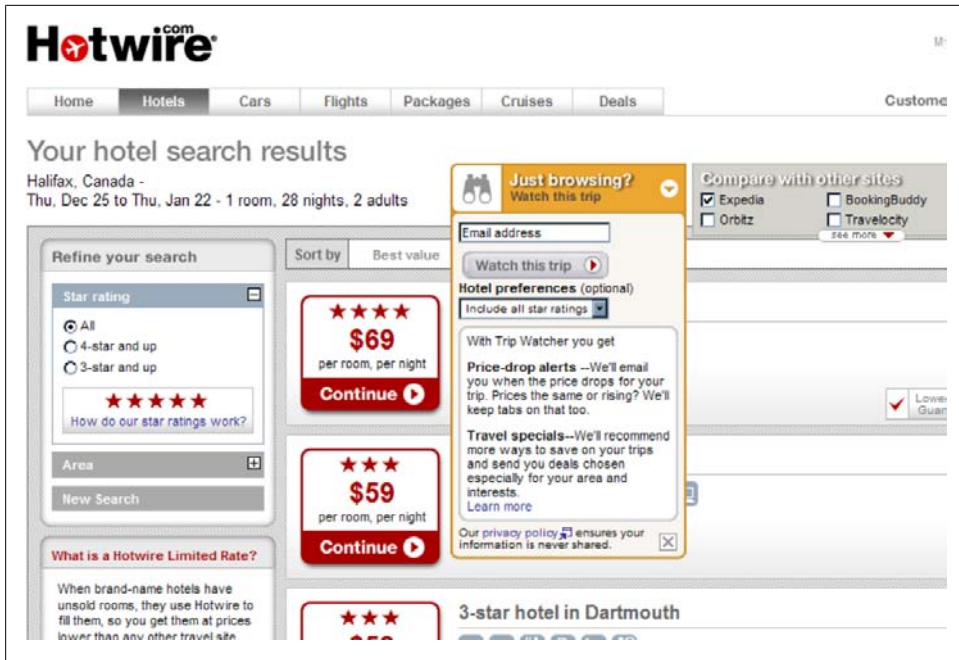 Hotwire.com®
Home Hotels Cars Flights Packages Cruises Deals
Your hotel search results
Halifax, Canada -
Thu, Dec 25 to Thu, Jan 22 - 1 room, 28 nights, 2 adults
Just browsing?
Watch this trip
Compare with other sites
Expedia BookingBuddy
Orbitz Travelocity
see more
Email address
Watch this trip
Hotel preferences (optional)
Include all star ratings
With Trip Watcher you get
Price-drop alerts --We'll email
you when the price drops for your
trip. Prices the same or rising? We'll
keep tabs on that too.
Travel specials--We'll recommend
more ways to save on your trips
and send you deals chosen
especially for your area and
interests.
Learn more
Our privacy policy ensures your
information is never shared.
Refine your search
Star rating
All
4-star and up
3-star and up
How do our star ratings work?
Area
New Search
What is a Hotwire Limited Rate?
When brand-name hotels have
unsold rooms, they use Hotwire to
fill them, so you get them at prices
lower than any other travel site
Sort by Best value
$69
per room, per night
Continue
$59
per room, per night
Continue
3-star hotel in Dartmouth